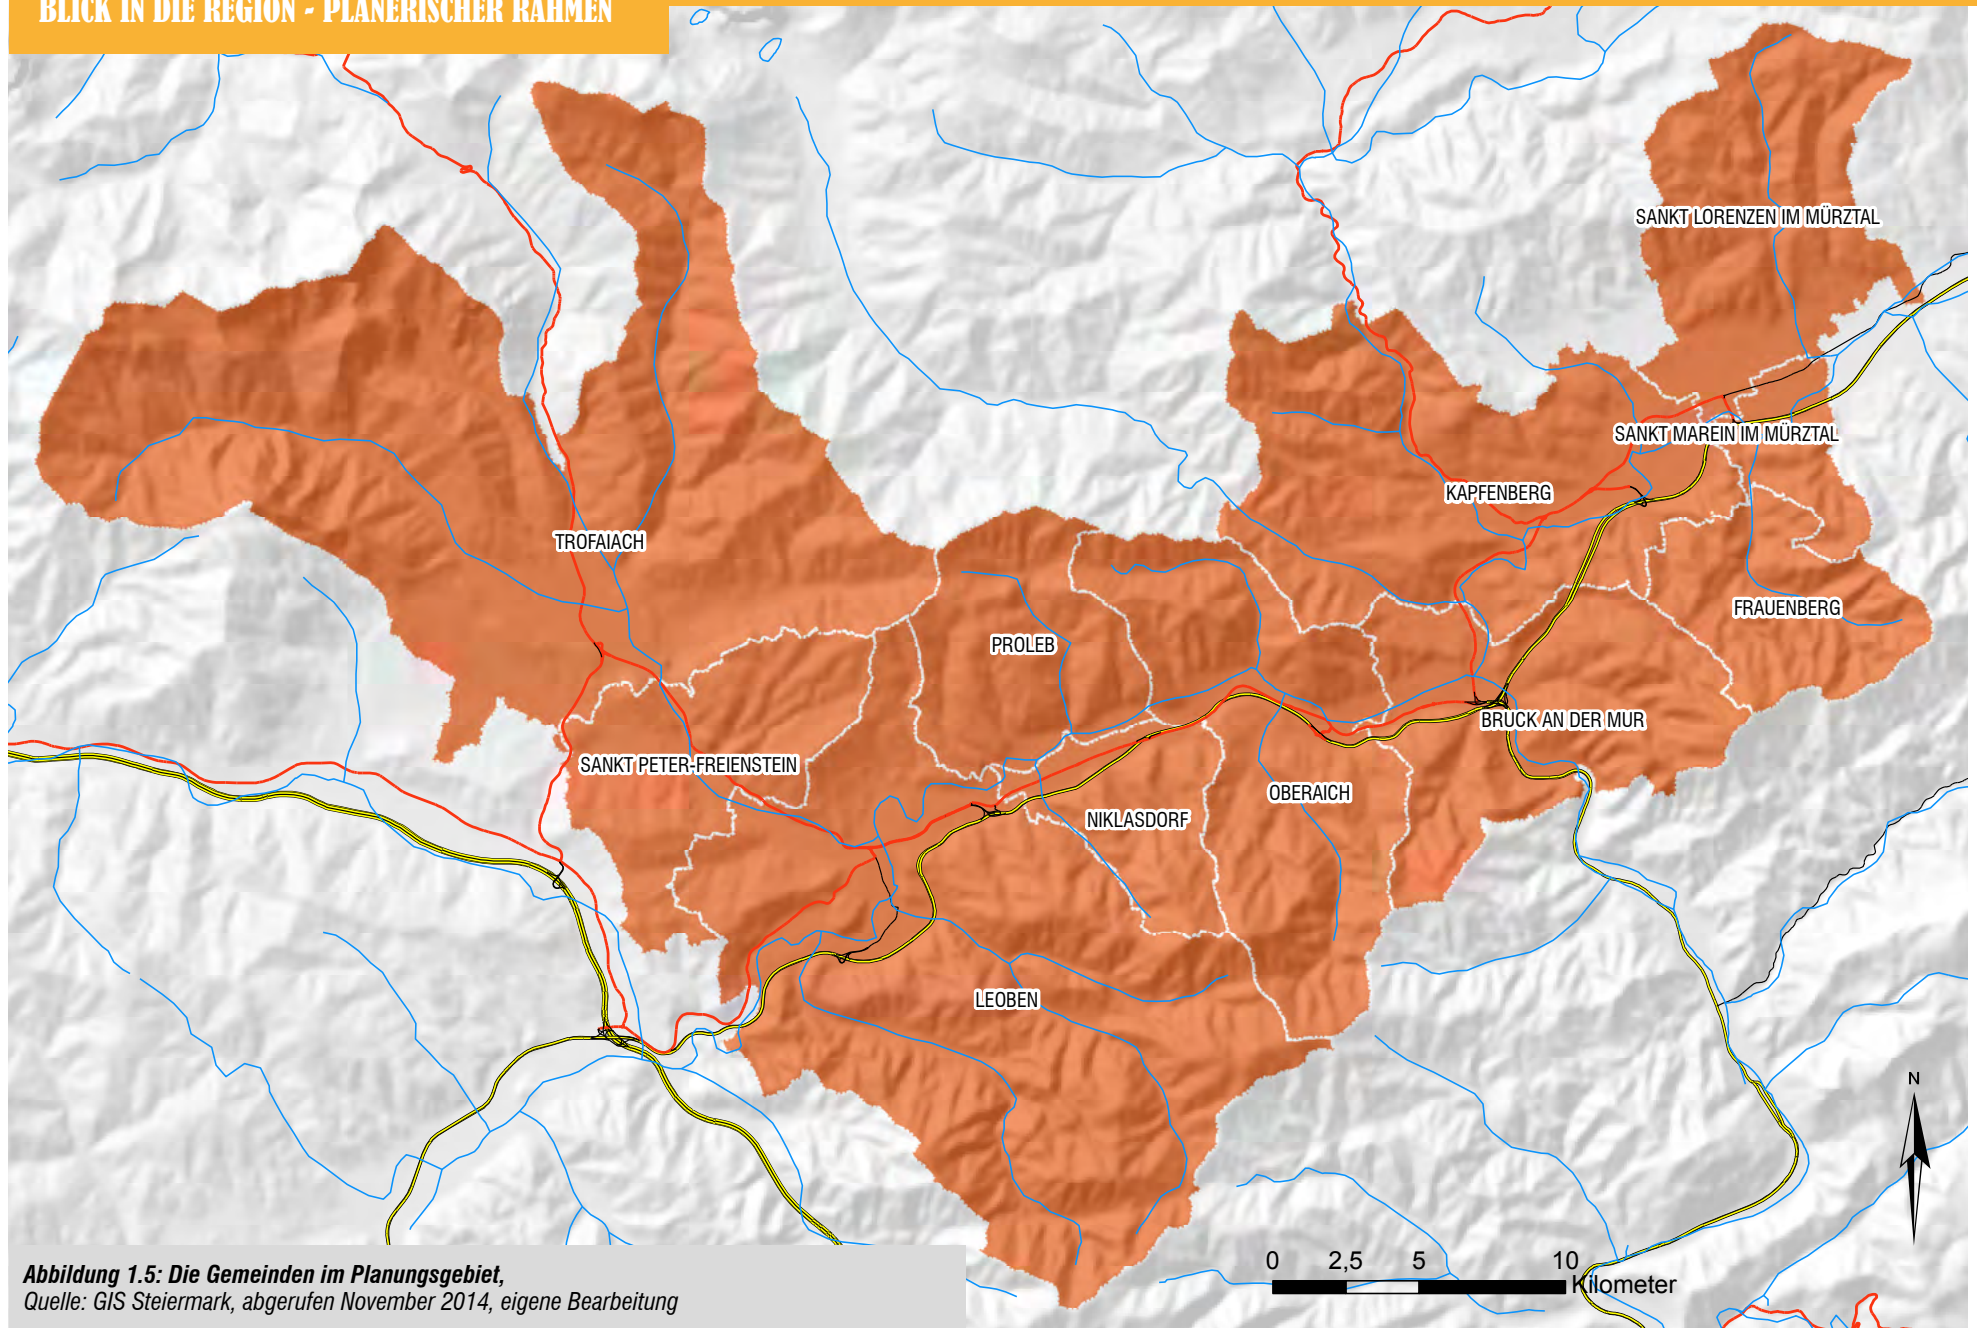 BLICK IN DIE REGION - PLANERISCHER RAHMEN
SANKT LORENZEN IM MÜRZTAL
SANKT MAREIN IM MÜRZTAL
KAPFENBERG
TROFAIACH
FRAUENBERG
PROLEB
BRUCK AN DER MUR
SANKT PETER-FREIENSTEIN
OBERAICH
NIKLASDORF
LEOBEN
N
0 2,5 5 10
Kilometer
Abbildung 1.5: Die Gemeinden im Planungsgebiet,
Quelle: GIS Steiermark, abgerufen November 2014, eigene Bearbeitung